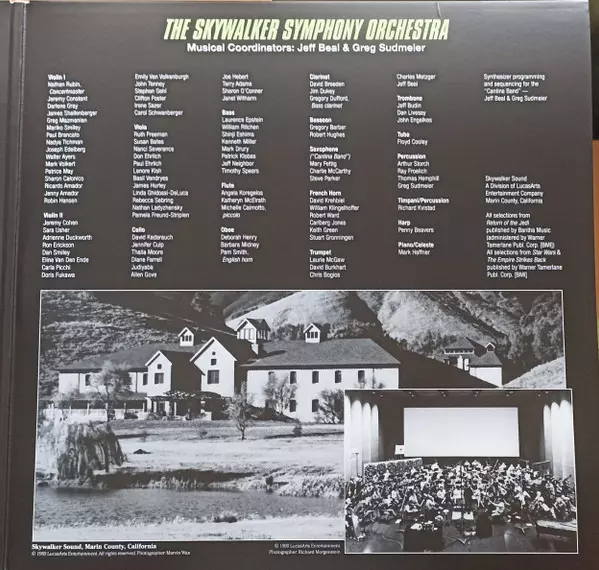 THE SKYWALKER SYMPHONY ORCHESTRA
Musical Coordinators: Jeff Beal & Greg Sudmeier
Violin I
Nathan Rubin,
Concertmaster
Jeremy Constant
Darlene Gray
James Shallenberger
Greg Mazmanian
Mariko Smiley
Paul Brancato
Nadya Tichman
Joseph Edelberg
Walter Ayers
Mark Volkert
Patrice May
Sharon Calonico
Ricardo Amador
Jenny Amador
Robin Hansen
Violin II
Jeremy Cohen
Sara Usher
Adrienne Duckworth
Ron Erickson
Dan Smiley
Eline Van Den Ende
Carla Picchi
Doris Fukawa
Emily Van Valkenburgh
John Tenney
Stephen Gehl
Clifton Foster
Irene Sazer
Carol Schwanberger
Viola
Ruth Freeman
Susan Bates
Nanci Severance
Don Ehrlich
Paul Ehrlich
Lenore Kish
Basil Vendryes
James Hurley
Linda Ghidossi-DeLuca
Rebecca Sebring
Nathan Ladyzhensky
Pamela Freund-Striplen
Cello
David Kadarauch
Jennifer Culp
Thalia Moore
Diane Farrell
Judiyaba
Allen Gove
Joe Hebert
Terry Adams
Sharon O'Connor
Janet Witharm
Bass
Laurence Epstein
William Ritchen
Shinji Eshima
Kenneth Miller
Mark Drury
Patrick Klobas
Jeff Neighbor
Timothy Spears
Flute
Angela Koregelos
Kathryn McElrath
Michelle Caimotto,
piccolo
Oboe
Deborah Henry
Barbara Midney
Pam Smith,
English horn
Clarinet
David Breeden
Jim Dukey
Gregory Dufford,
Bass clarinet
Bassoon
Gregory Barber
Robert Hughes
Saxophone
("Cantina Band")
Mary Fettig
Charlie McCarthy
Steve Parker
French Horn
David Krehbiel
William Klingelhoffer
Robert Ward
Carlberg Jones
Keith Green
Stuart Gronningen
Trumpet
Laurie McGaw
David Burkhart
Chris Bogios
Charles Metzger
Jeff Beal
Trombone
Jeff Budin
Dan Livesay
John Engelkes
Tuba
Floyd Cooley
Percussion
Arthur Storch
Ray Froelich
Thomas Hemphill
Greg Sudmeier
Timpani/Percussion
Richard Kvistad
Harp
Penny Beavers
Piano/Celeste
Mark Haffner
Synthesizer programming
and sequencing for the
"Cantina Band" —
Jeff Beal & Greg Sudmeier
Skywalker Sound
A Division of LucasArts
Entertainment Company
Marin County, California
All selections from
Return of the Jedi
published by Bantha Music
(administered by Warner
Tamerlane Publ. Corp. [BMI])
All selections from Star Wars &
The Empire Strikes Back
published by Warner Tamerlane
Publ. Corp. [BMI]
Skywalker Sound, Marin County, California
LucasArts Entertainment. All rights reserved. Photographer:
LucasArts Entertainment
Photographer: Richard